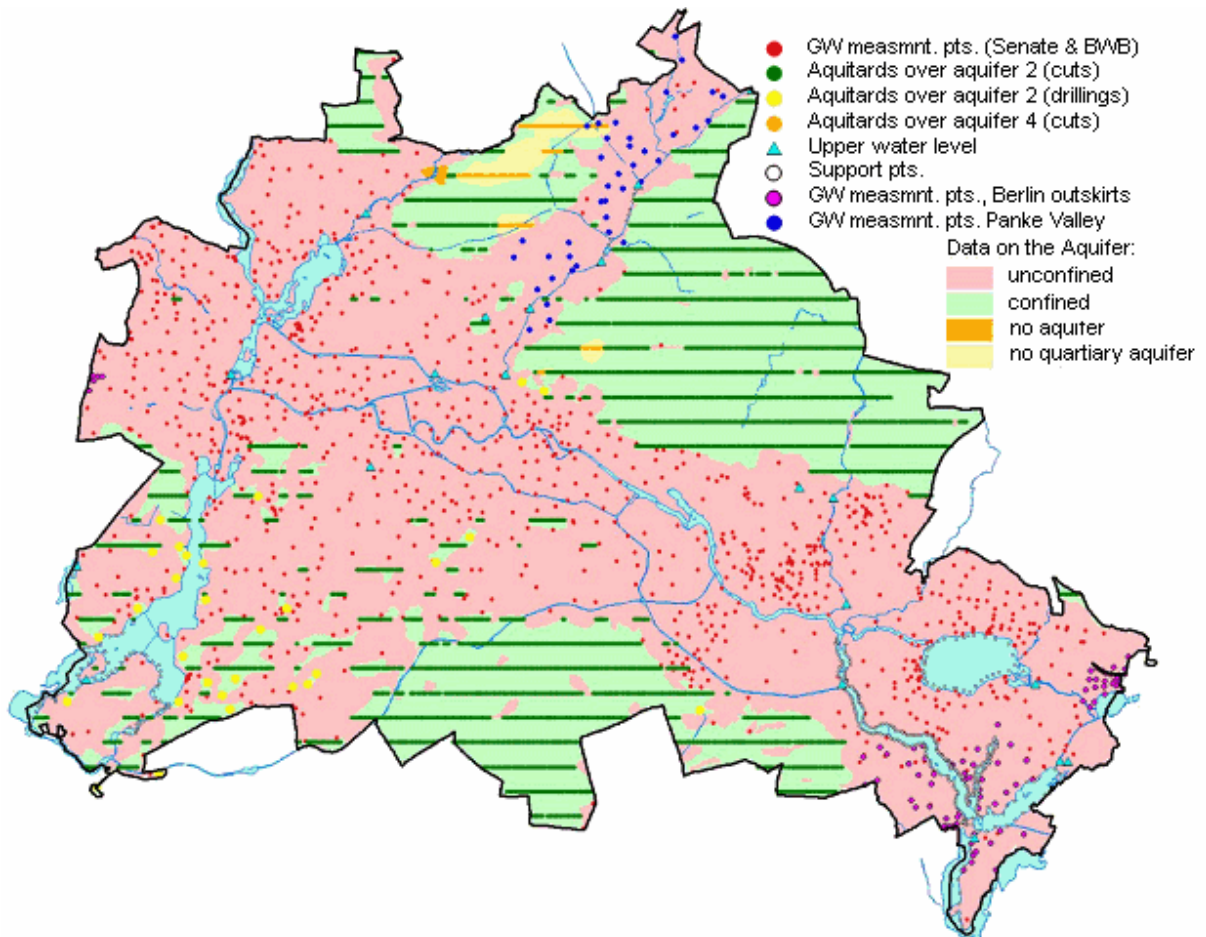 GW measmnt. pts. (Senate & BWB)
Aquitards over aquifer 2 (cuts)
Aquitards over aquifer 2 (drillings)
Aquitards over aquifer 4 (cuts)
Upper water level
Support pts.
GW measmnt. pts., Berlin outskirts
GW measmnt. pts. Panke Valley
Data on the Aquifer:
unconfined
confined
no aquifer
no quartiary aquifer